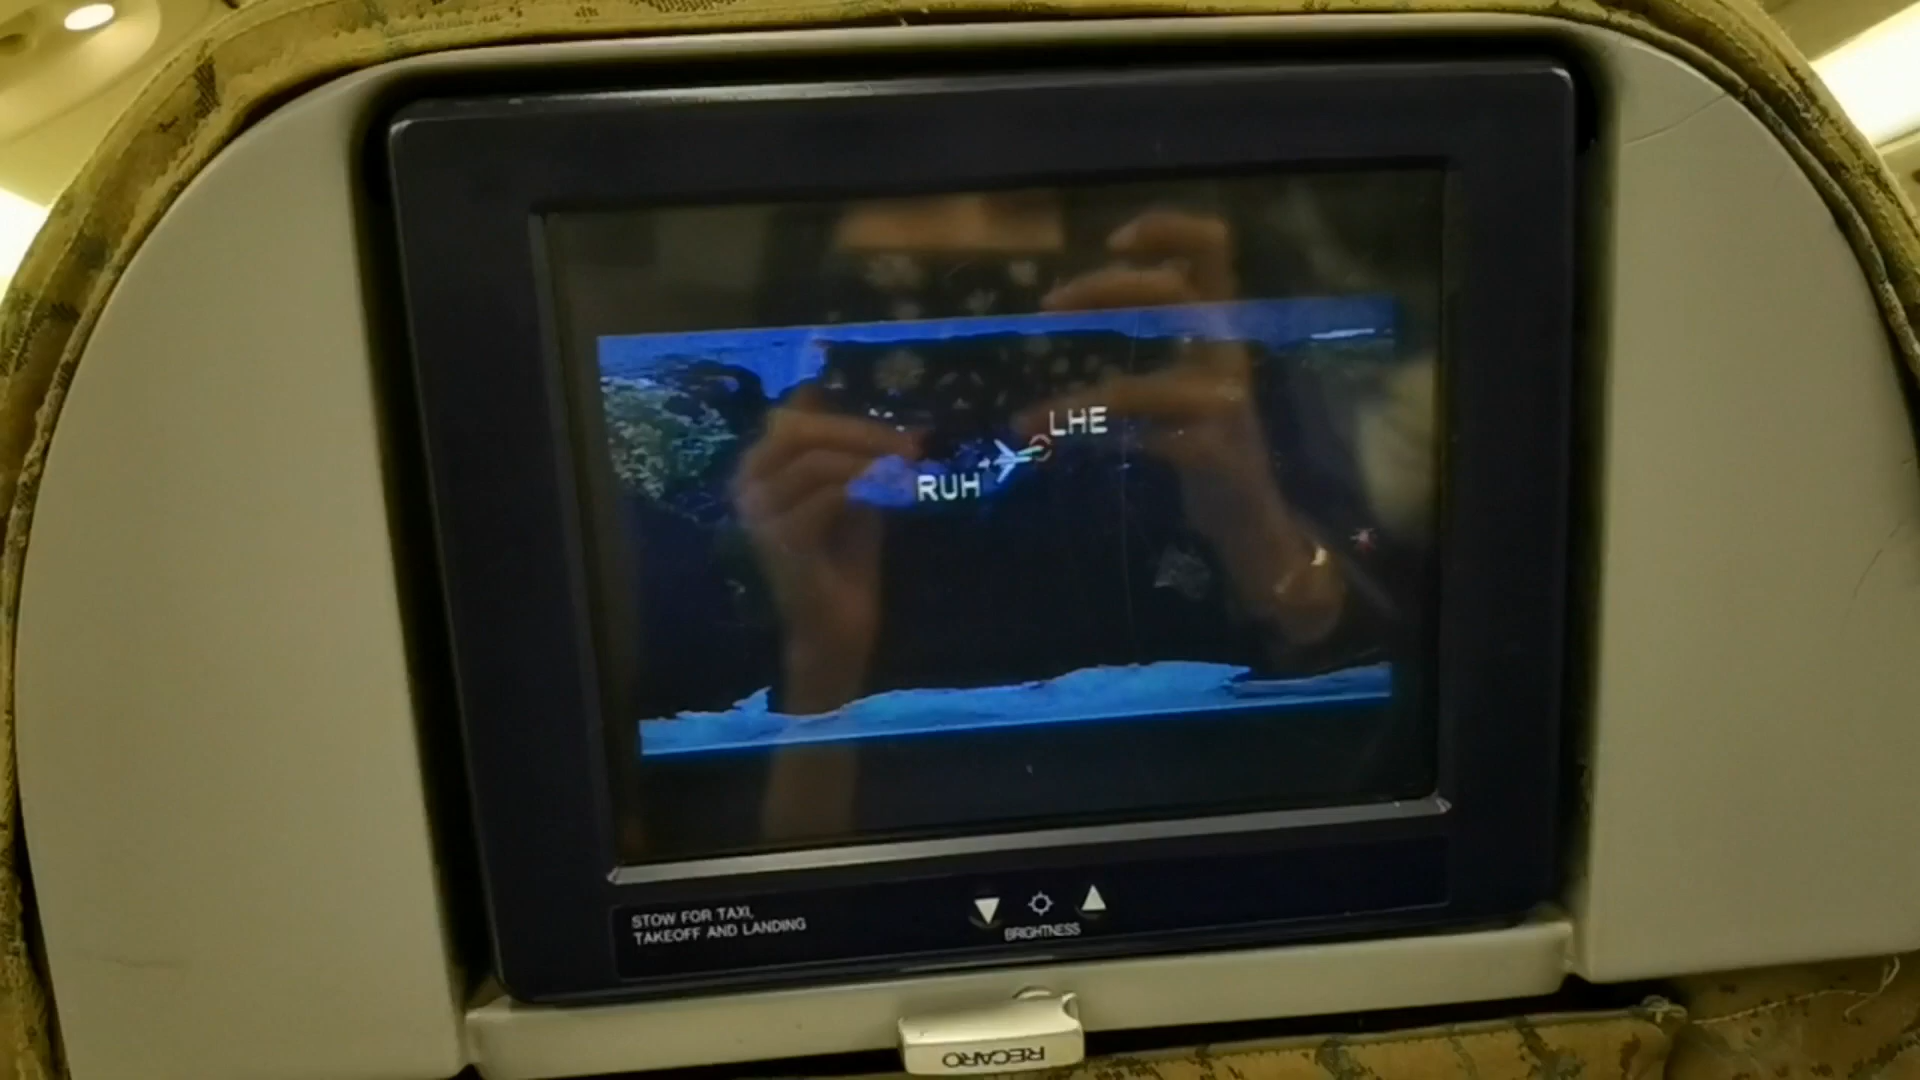 LHE
RUH
STOW FOR TAXI,
TAKEOFF AND LANDING
BRIGHTNESS
RECARO